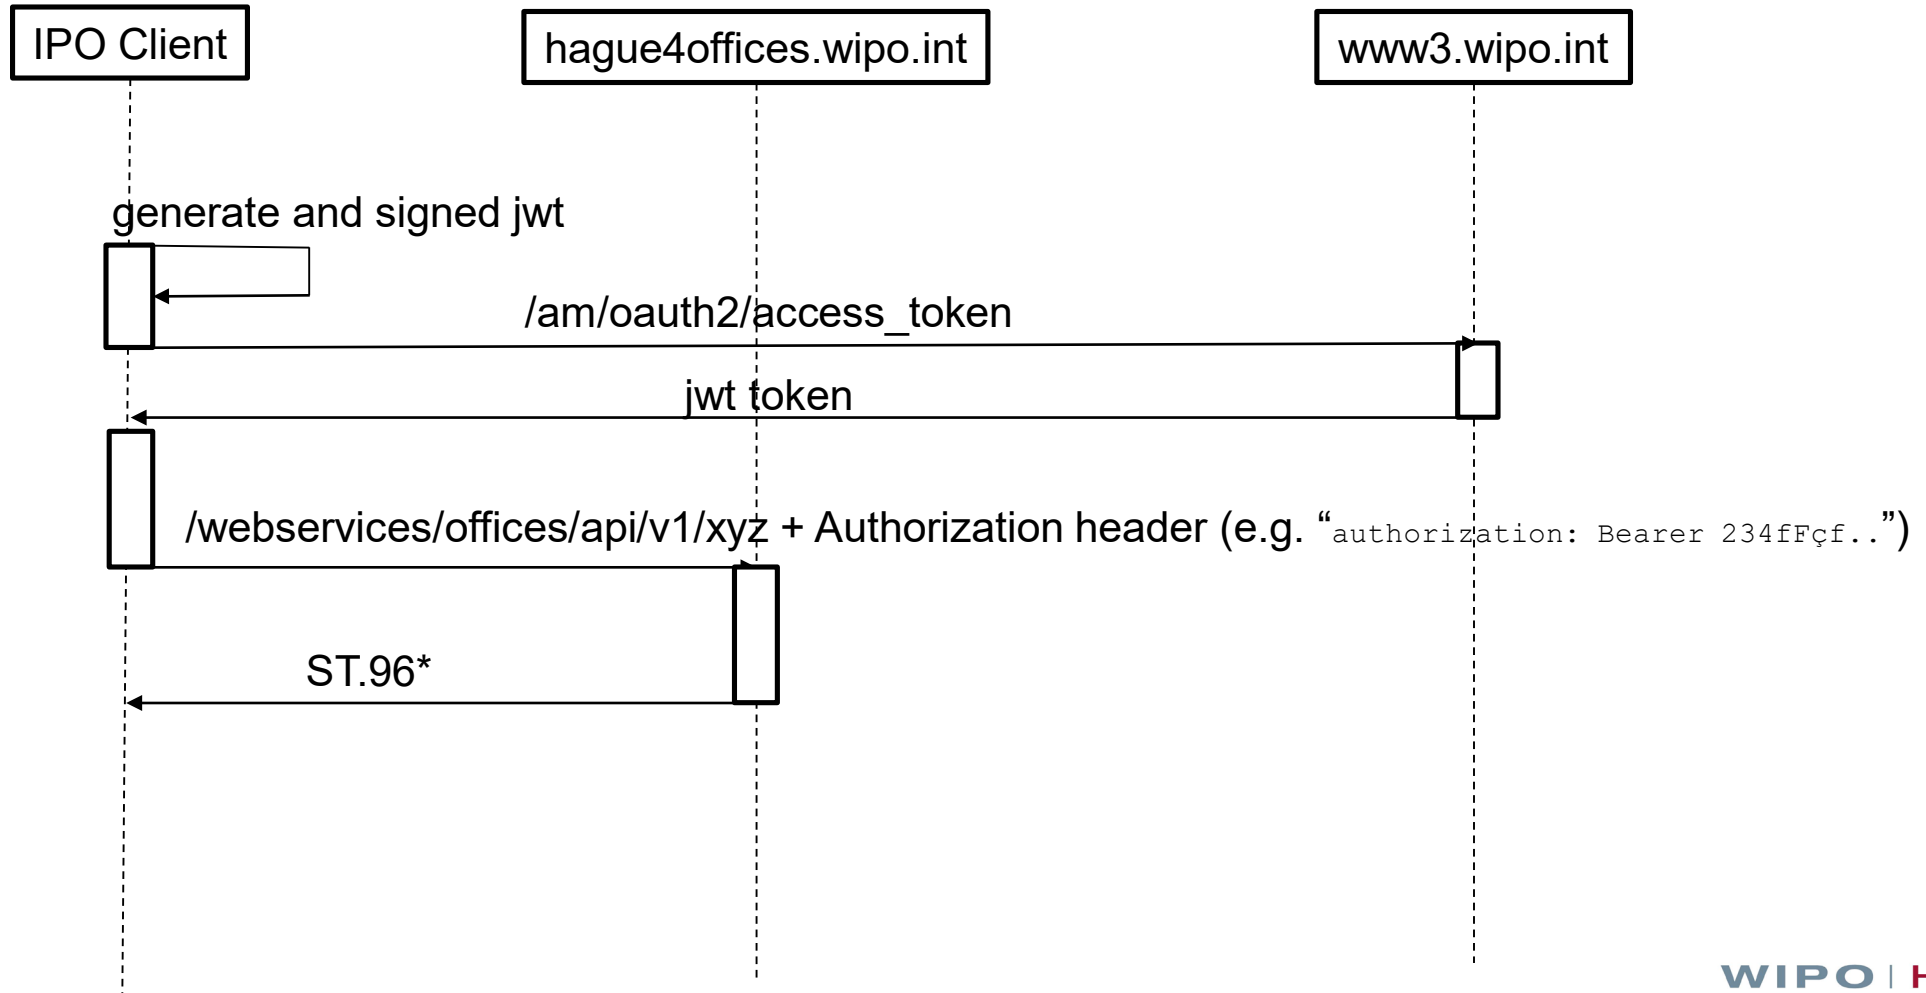 IPO Client
hague4offices.wipo.int
www3.wipo.int
generate and signed jwt
/am/oauth2/access_token
jwt token
/webservices/offices/api/v1/xyz + Authorization header (e.g. “authorization: Bearer 234fFçf..”)
ST.96*
WIPO | H